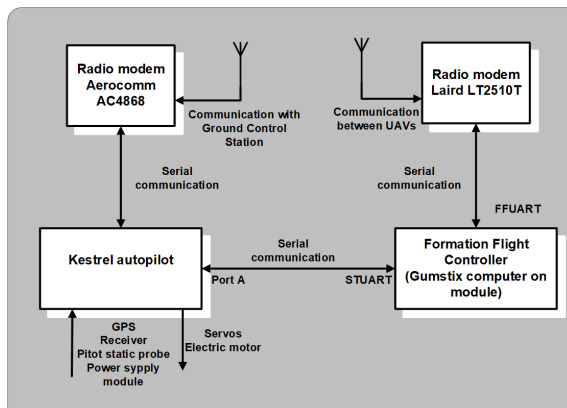 Radio modem
Aerocomm
AC4868
Radio modem
Laird LT2510T
Communication with
Ground Control
Station
Communication
between UAVs
Serial
communication
Serial
communication
FFUART
Kestrel autopilot
Serial
communication
Port A
STUART
Formation Flight
Controller
(Gumstix computer on
module)
GPS
Receiver
Pitot static probe
Power sypply
module
Servos
Electric motor